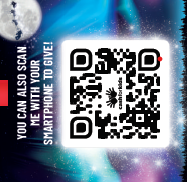 YOU CAN ALSO SCAN
ME WITH YOUR
SMARTPHONE TO GIVE!